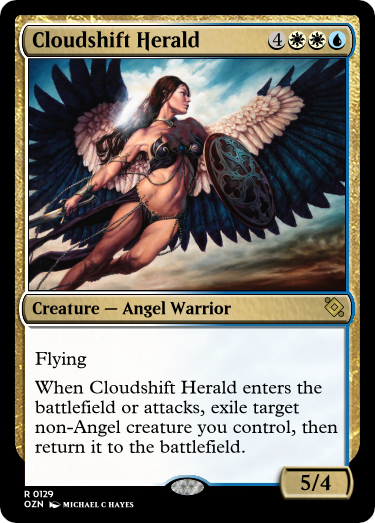 Cloudshift Herald 4
Creature — Angel Warrior
Flying
When Cloudshift Herald enters the
battlefield or attacks, exile target
non-Angel creature you control, then
return it to the battlefield.
5/4
R 0129
OZN MICHAEL C HAYES